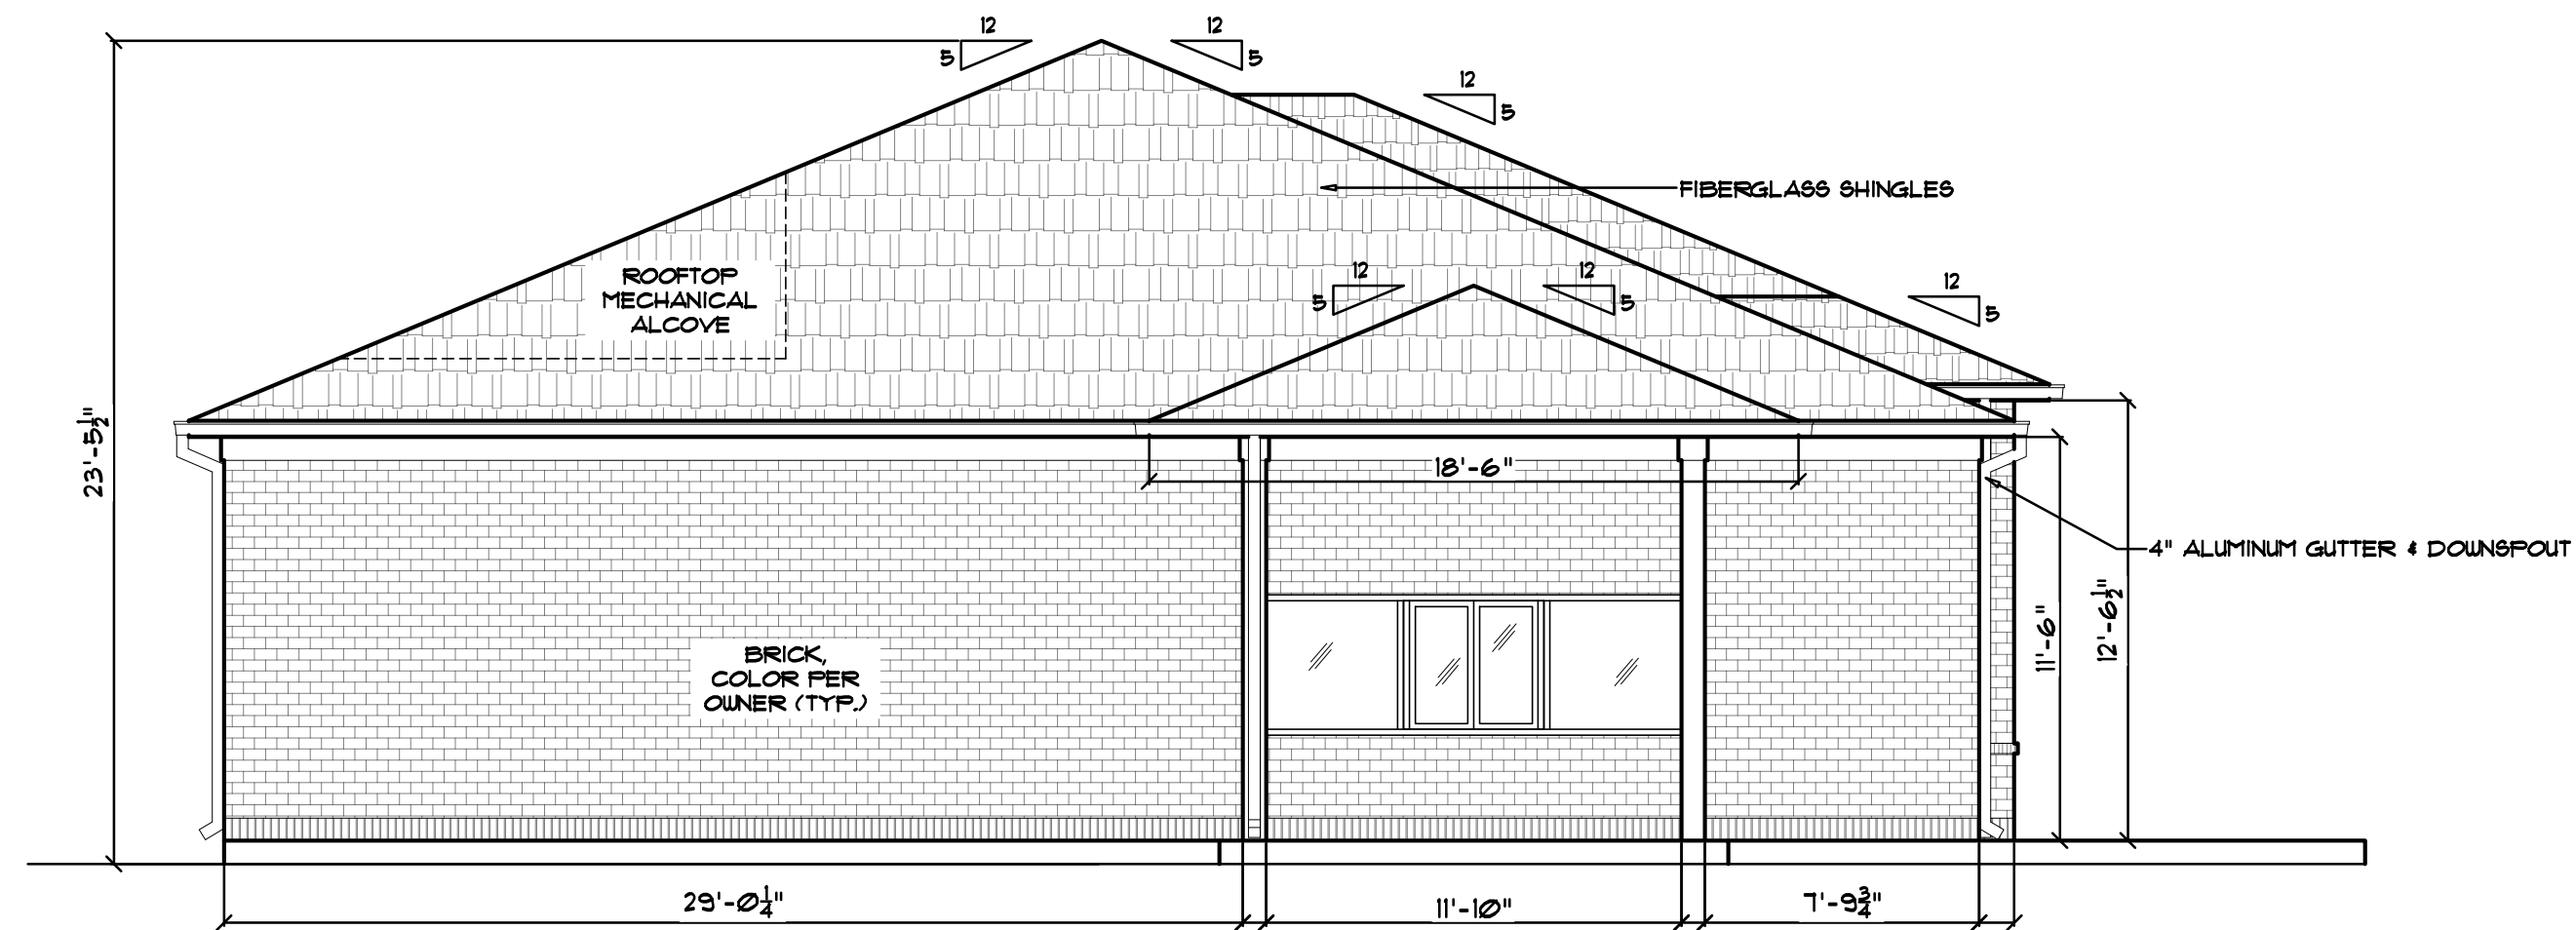 12
5
12
5
12
5
FIBERGLASS SHINGLES
ROOFTOP
MECHANICAL
ALCOVE
12
5
12
5
12
5
23'-5½"
18'-6"
4" ALUMINUM GUTTER & DOWNSPOUT
11'-6"
12'-6½"
BRICK,
COLOR PER
OWNER (TYP.)
29'-0¼"
11'-10"
7'-9¾"